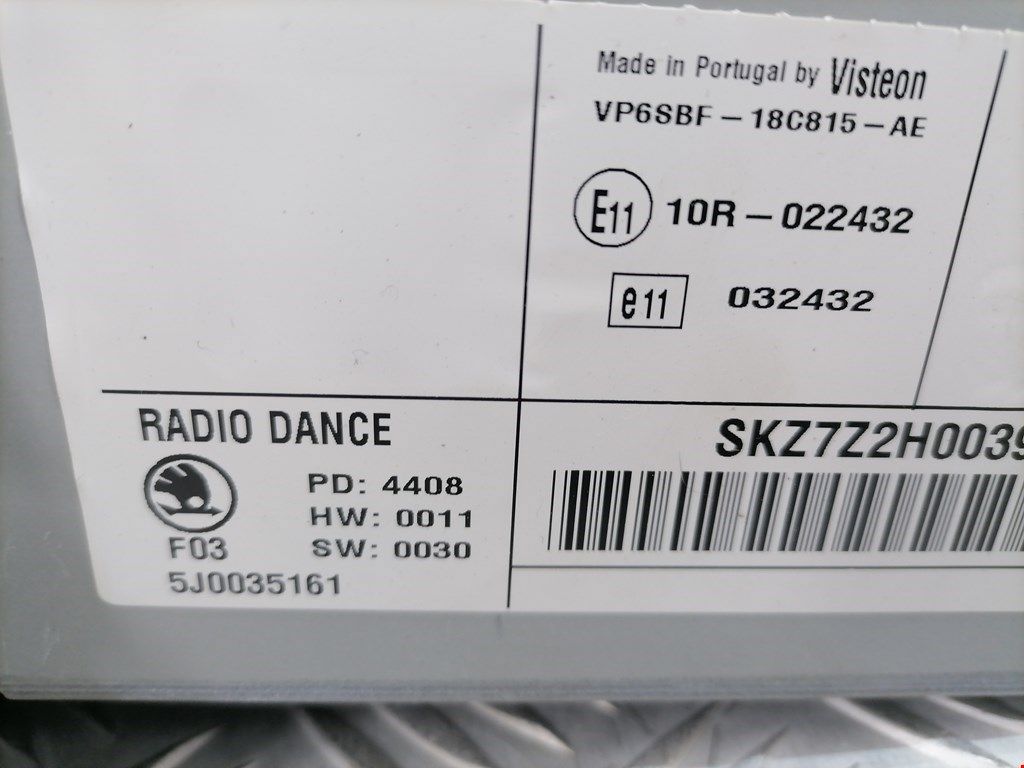 Made in Portugal by Visteon
VP6SBF-18C815-AE
E11 10R-022432
e11 032432
RADIO DANCE
SKZ7Z2H0039
PD: 4408
HW: 0011
F03 SW: 0030
5J0035161